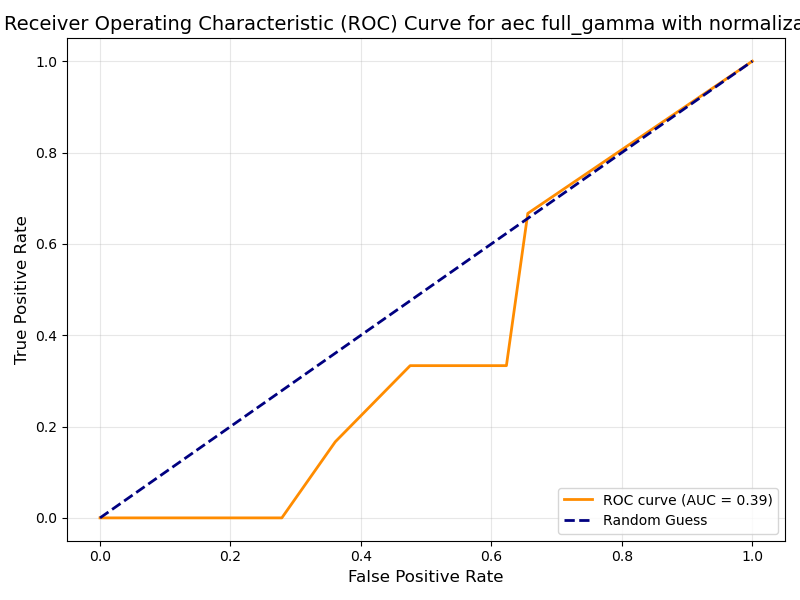 Receiver Operating Characteristic (ROC) Curve for aec full_gamma with normaliza
1.0
0.8
0.6
0.4
0.2
0.0
True Positive Rate
0.0 0.2 0.4 0.6 0.8 1.0
False Positive Rate
ROC curve (AUC = 0.39)
Random Guess